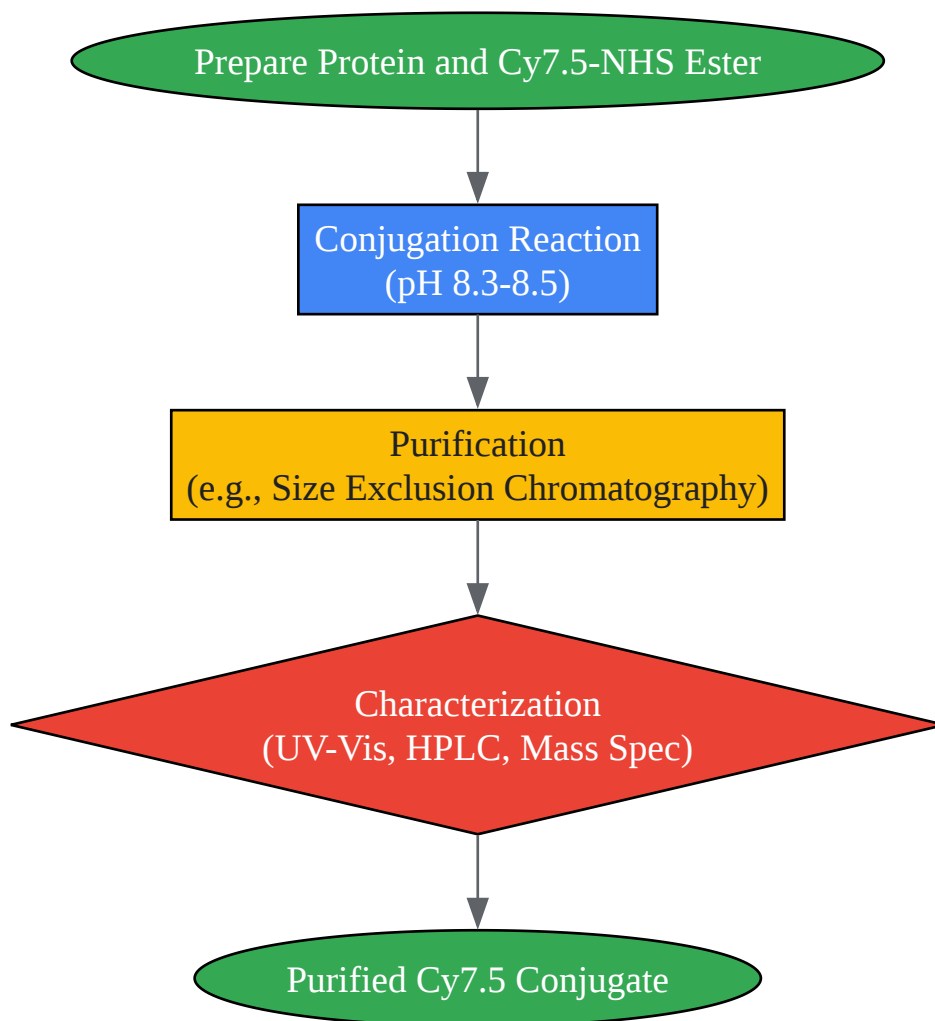 Prepare Protein and Cy7.5-NHS Ester
Conjugation Reaction
(pH 8.3-8.5)
Purification
(e.g., Size Exclusion Chromatography)
Characterization
(UV-Vis, HPLC, Mass Spec)
Purified Cy7.5 Conjugate